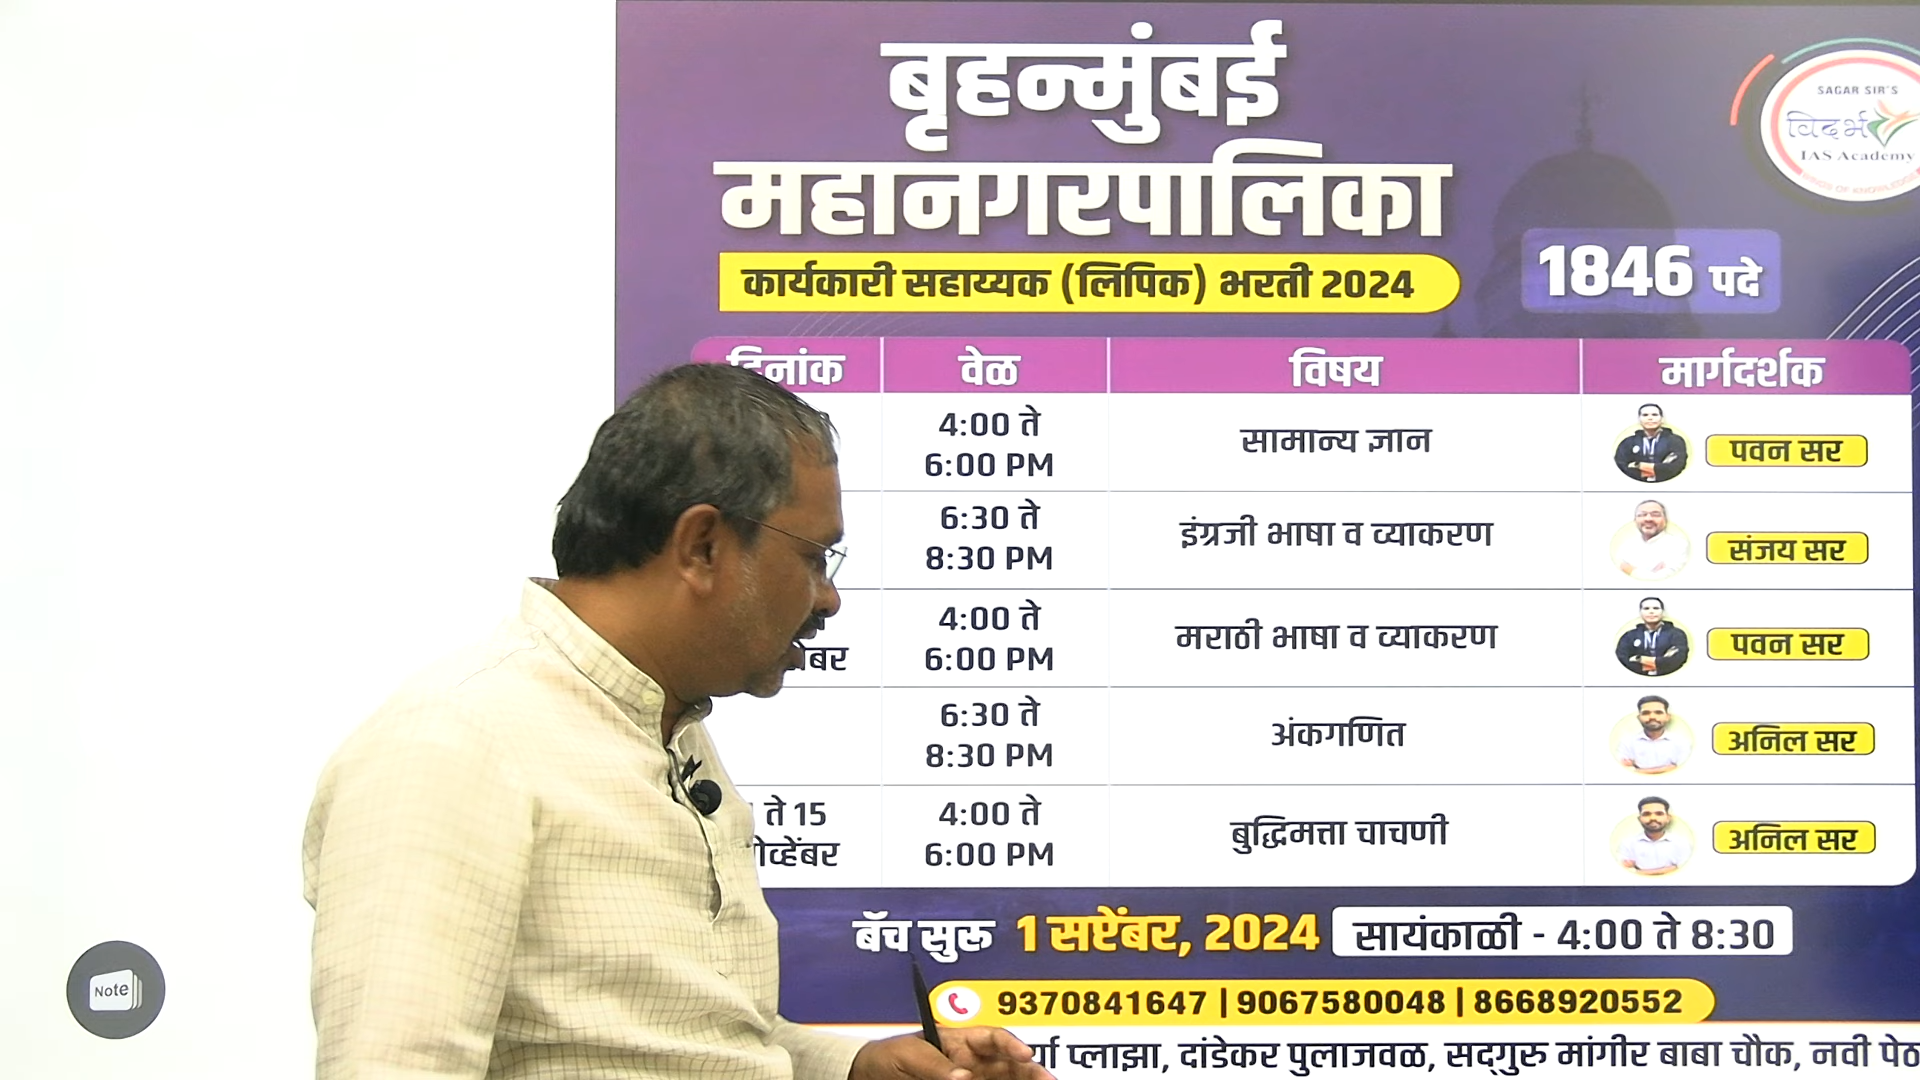 बृहन्मुंबई
महानगरपालिका
कार्यकारी सहाय्यक (लिपिक) भरती 2024
1846 पदे
SAGAR SIR'S
विदर्भ
IAS Academy
WINGS OF KNOWLEDGE
दिनांक वेळ विषय मार्गदर्शक
4:00 ते
6:00 PM
सामान्य ज्ञान
पवन सर
6:30 ते
8:30 PM
इंग्रजी भाषा व व्याकरण
संजय सर
4:00 ते
6:00 PM
मराठी भाषा व व्याकरण
पवन सर
6:30 ते
8:30 PM
अंकगणित
अनिल सर
ते 15
4:00 ते
6:00 PM
बुद्धिमत्ता चाचणी
अनिल सर
बॅच सुरू 1 सप्टेंबर, 2024 सायंकाळी - 4:00 ते 8:30
9370841647 | 9067580048 | 8668920552
प्लाझा, दांडेकर पुलाजवळ, सद्‌गुरु मांगीर बाबा चौक, नवी पेठ
Note